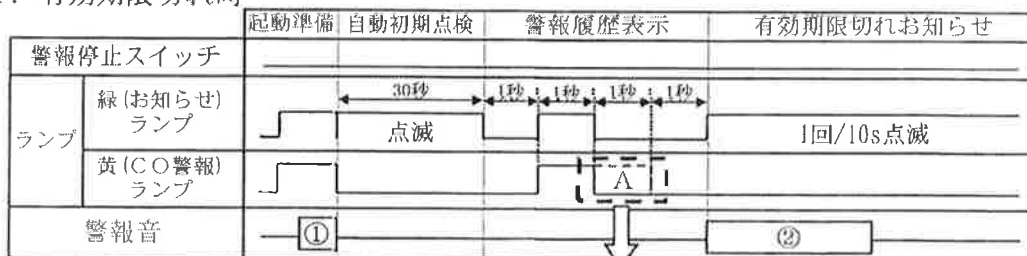 有効期限切れ時
起動準備 自動初期点検 警報履歴表示 有効期限切れお知らせ
警報停止スイッチ
30秒 1秒 1秒 1秒 1秒
ランプ
緑(お知らせ)
ランプ
点滅 1回/10s点滅
黄(CO警報)
ランプ
A
警報音 ① ②